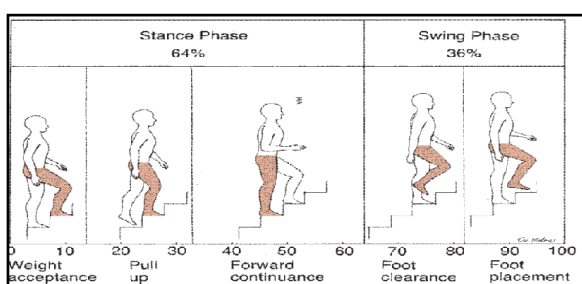 Stance Phase
64%
Swing Phase
36%
0 10 20 30 40 50 60 70 80 90 100
Weight
acceptance
Pull
up
Forward
continuance
Foot
clearance
Foot
placement